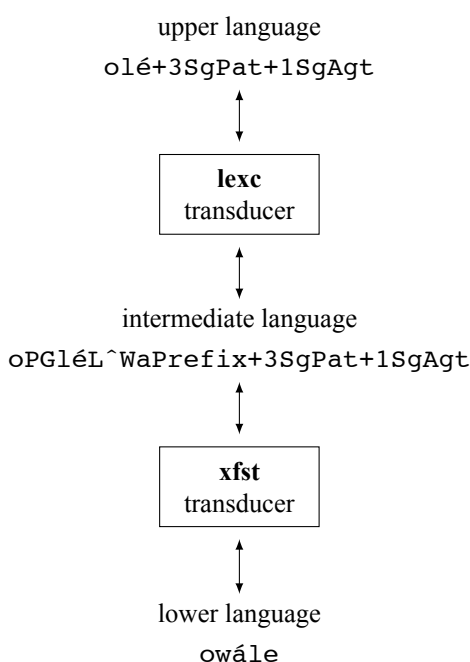 upper language
olé+3SgPat+1SgAgt
lexc
transducer
intermediate language
oPGléLˆWaPrefix+3SgPat+1SgAgt
xfst
transducer
lower language
owále